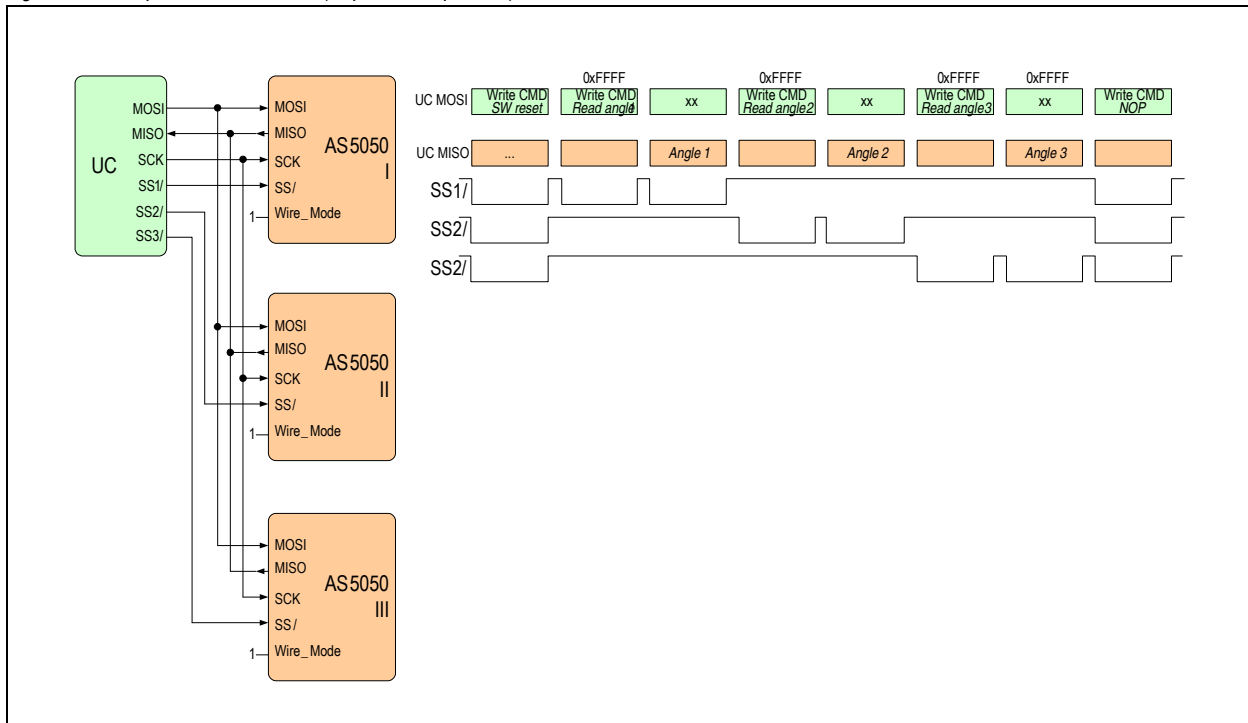 UC
MOSI
MISO
SCK
SS1/
SS2/
SS3/
MOSI
MISO
SCK
SS/
1 Wire_Mode
AS5050
I
MOSI
MISO
SCK
SS/
1 Wire_Mode
AS5050
II
MOSI
MISO
SCK
SS/
1 Wire_Mode
AS5050
III
0xFFFF 0xFFFF 0xFFFF 0xFFFF
UC MOSI
Write CMD
SW reset
Write CMD
Read angle1
xx
Write CMD
Read angle2
xx
Write CMD
Read angle3
xx
Write CMD
NOP
UC MISO ... Angle 1 Angle 2 Angle 3
SS1/
SS2/
SS2/